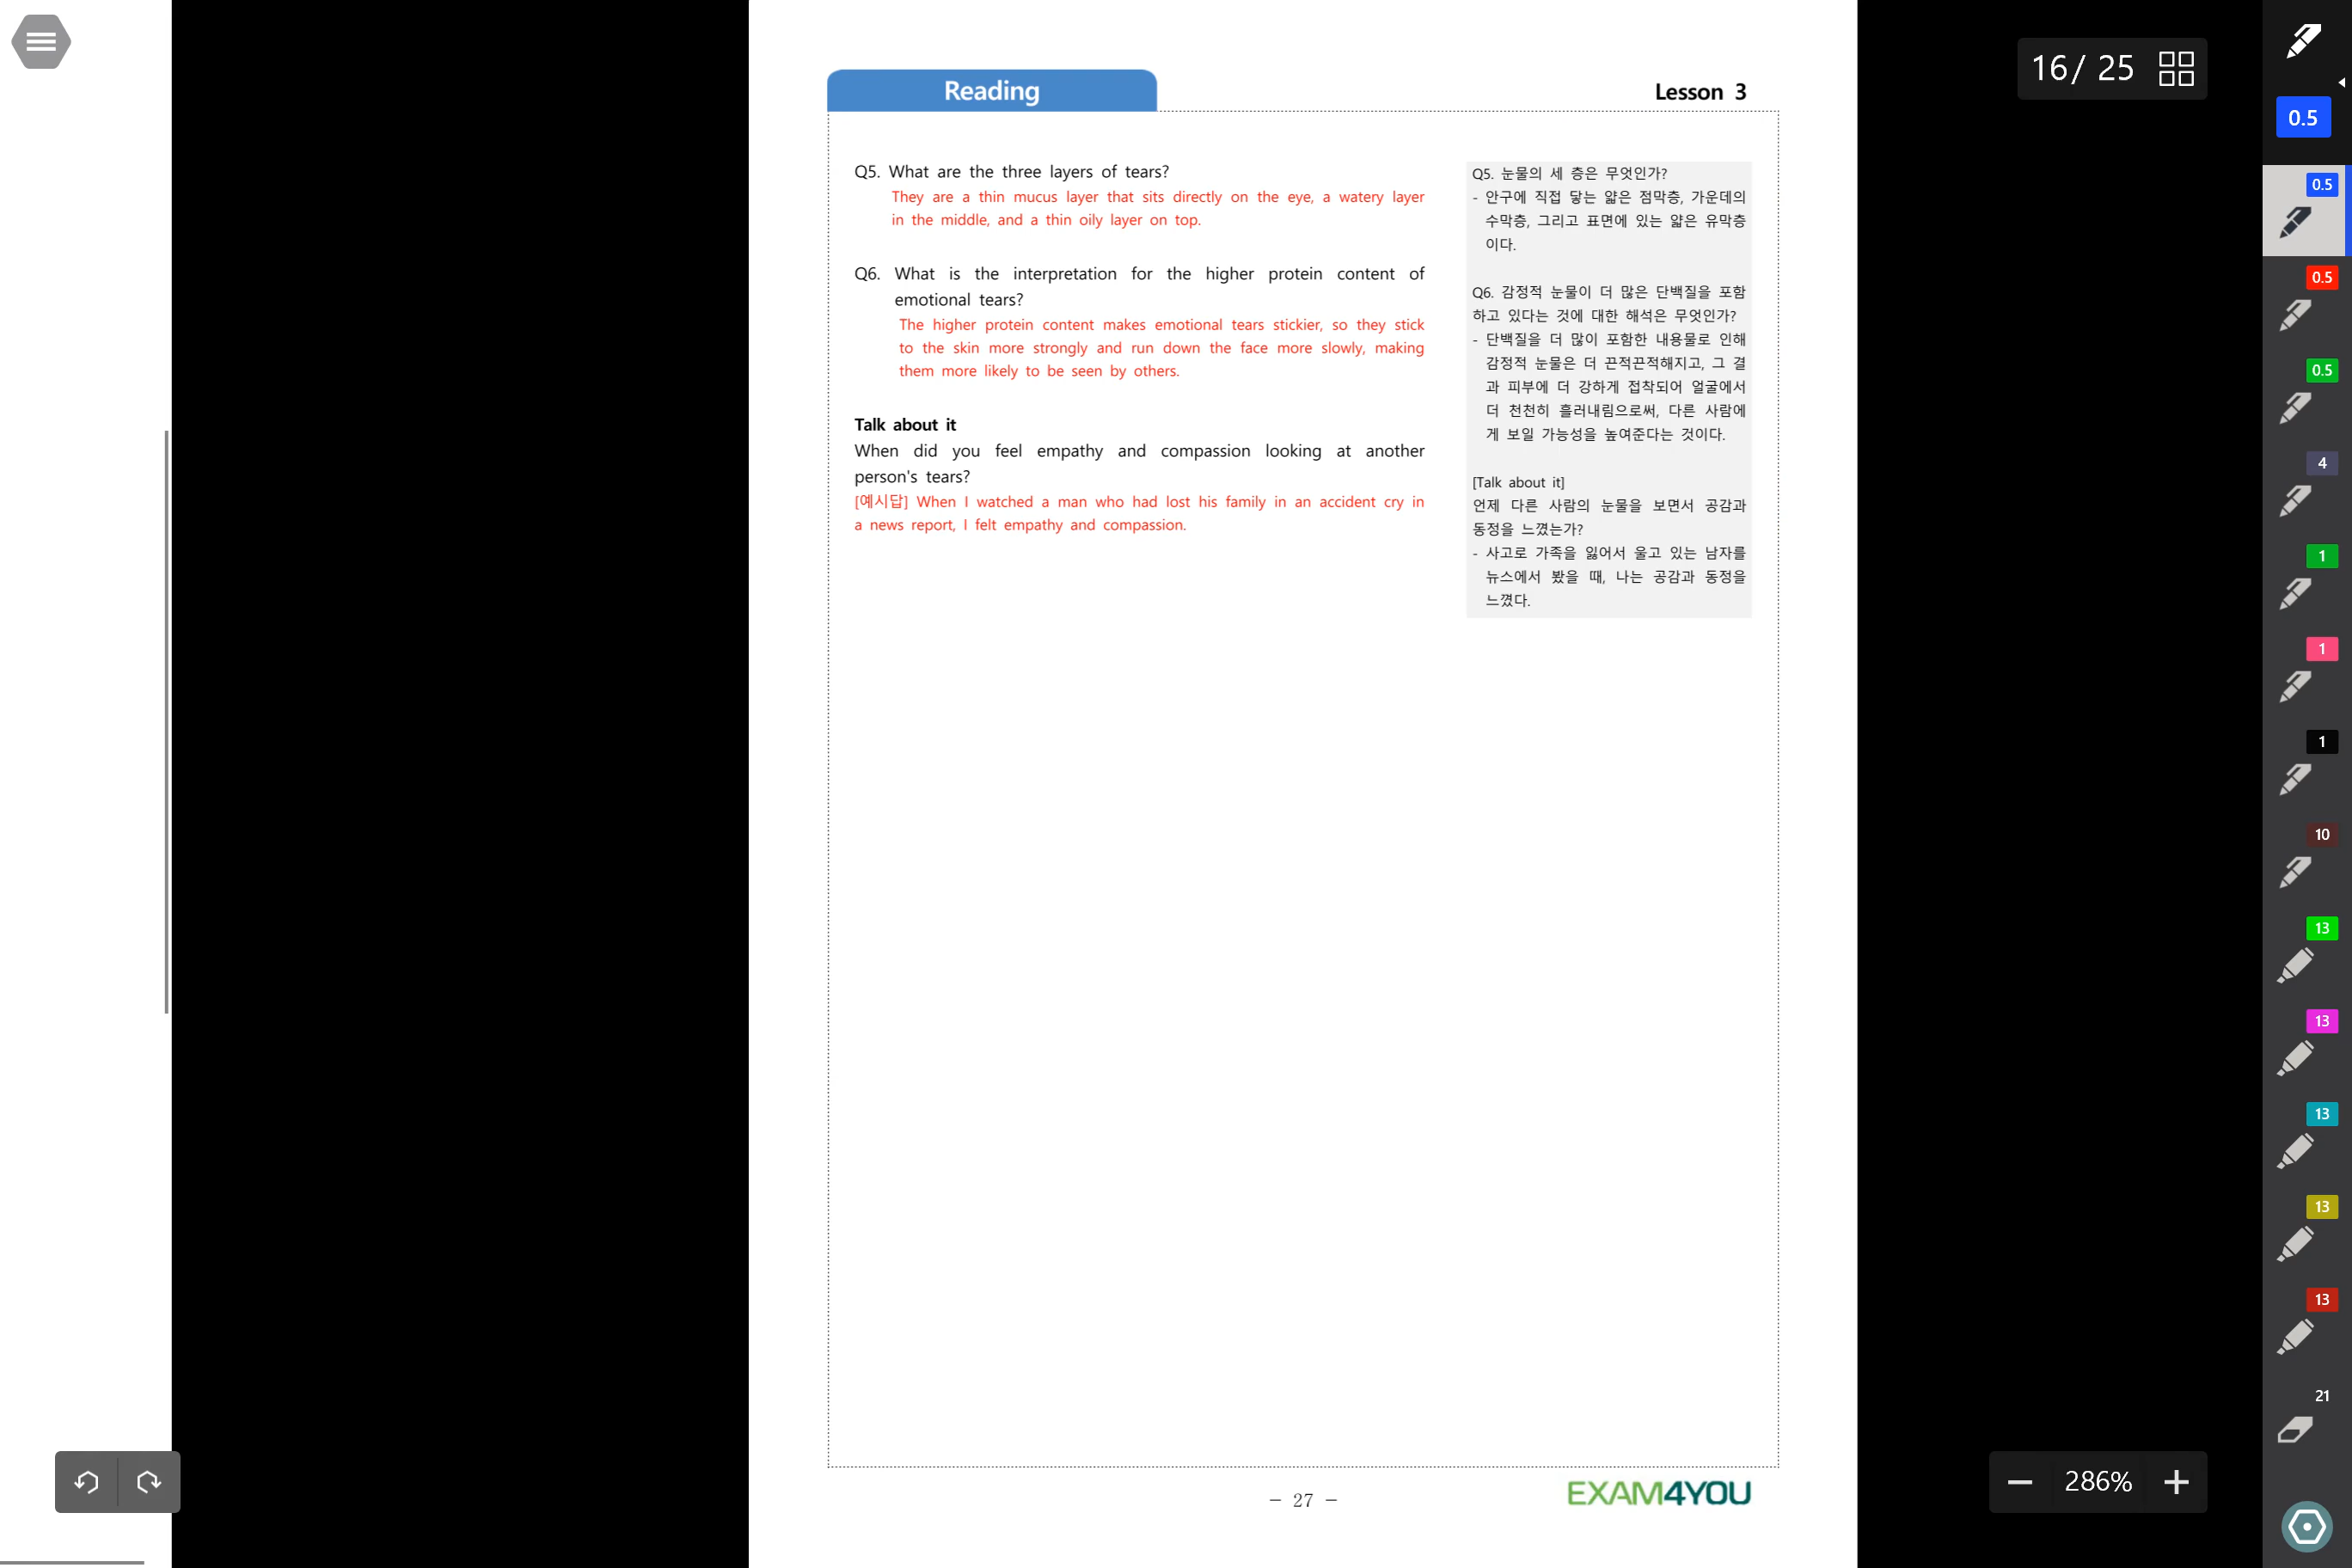 Reading
Lesson 3
16/ 25
Q5. What are the three layers of tears?
They are a thin mucus layer that sits directly on the eye, a watery layer
in the middle, and a thin oily layer on top.
Q6. What is the interpretation for the higher protein content of
emotional tears?
The higher protein content makes emotional tears stickier, so they stick
to the skin more strongly and run down the face more slowly, making
them more likely to be seen by others.
Talk about it
When did you feel empathy and compassion looking at another
person's tears?
[예시답] When I watched a man who had lost his family in an accident cry in
a news report, I felt empathy and compassion.
Q5. 눈물의 세 층은 무엇인가?
- 안구에 직접 닿는 얇은 점막층, 가운데의
수막층, 그리고 표면에 있는 얇은 유막층
이다.
Q6. 감정적 눈물이 더 많은 단백질을 포함
하고 있다는 것에 대한 해석은 무엇인가?
- 단백질을 더 많이 포함한 내용물로 인해
감정적 눈물은 더 끈적끈적해지고, 그 결
과 피부에 더 강하게 접착되어 얼굴에서
더 천천히 흘러내림으로써, 다른 사람에
게 보일 가능성을 높여준다는 것이다.
[Talk about it]
언제 다른 사람의 눈물을 보면서 공감과
동정을 느꼈는가?
- 사고로 가족을 잃어서 울고 있는 남자를
뉴스에서 봤을 때, 나는 공감과 동정을
느꼈다.
- 27 -
EXAM4YOU
286%
0.5
0.5
0.5
0.5
4
1
1
1
10
13
13
13
13
13
21